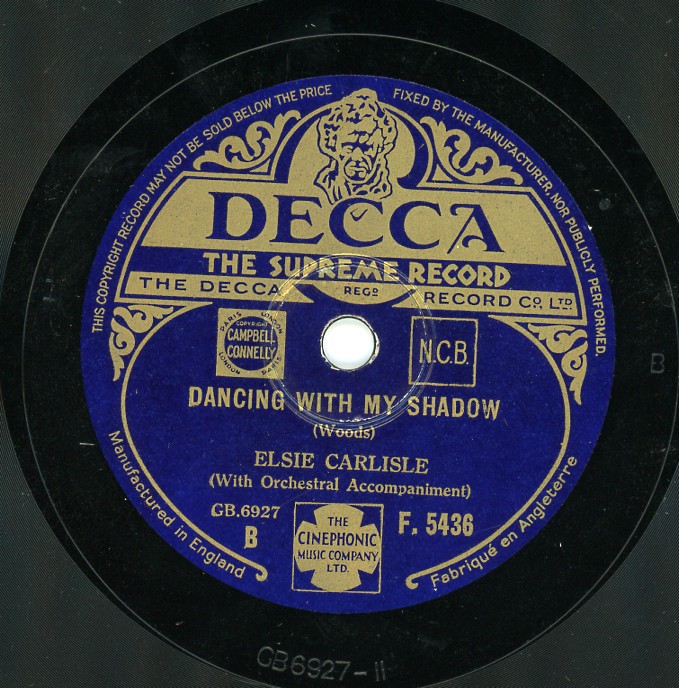 THIS COPYRIGHT RECORD MAY NOT BE SOLD BELOW THE PRICE FIXED BY THE MANUFACTURER, NOR PUBLICLY PERFORMED.
DECCA
THE SUPREME RECORD
THE DECCA REGD RECORD CO. LTD
PARIS LONDON
COPYRIGHT
CAMPBELL
CONNELLY
LONDON PARIS
N.C.B.
DANCING WITH MY SHADOW
(Woods)
ELSIE CARLISLE
(With Orchestral Accompaniment)
GB.6927
B
F. 5436
THE
CINEPHONIC
MUSIC COMPANY
LTD.
Manufactured in England
Fabriqué en Angleterre
B
GB6927-11